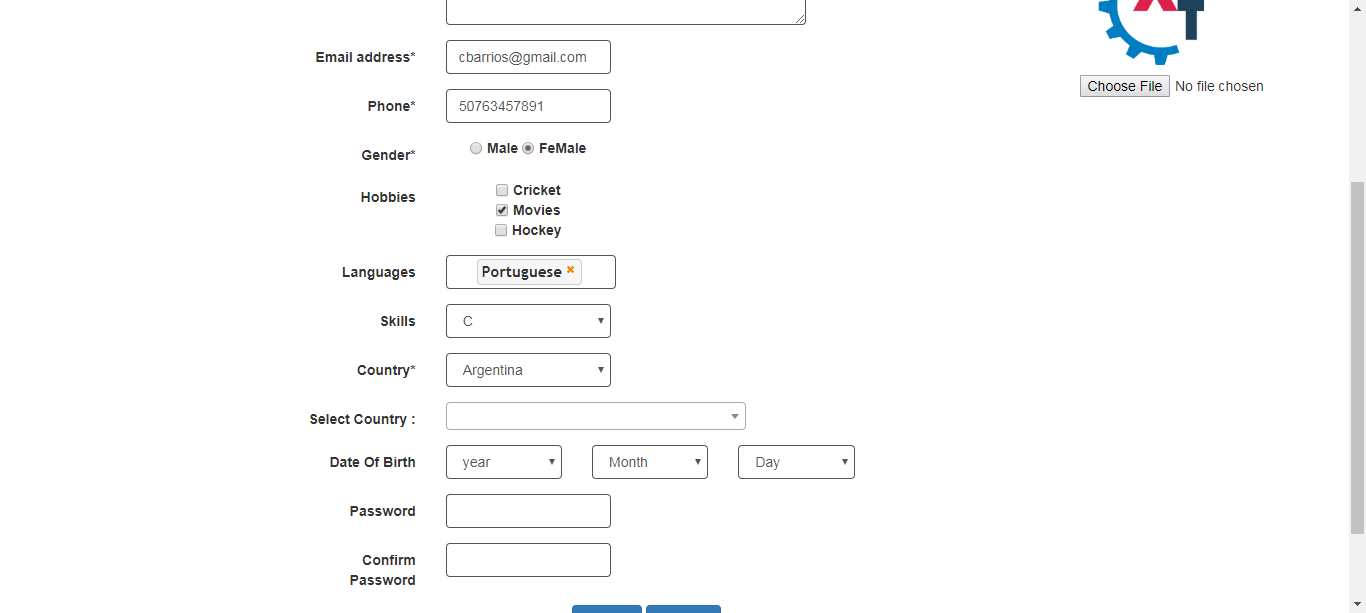 Email address* cbarrios@gmail.com
Choose File No file chosen
Phone* 50763457891
Gender* Male FeMale
Hobbies Cricket
Movies
Hockey
Languages Portuguese
Skills C
Country* Argentina
Select Country :
Date Of Birth year Month Day
Password
Confirm
Password